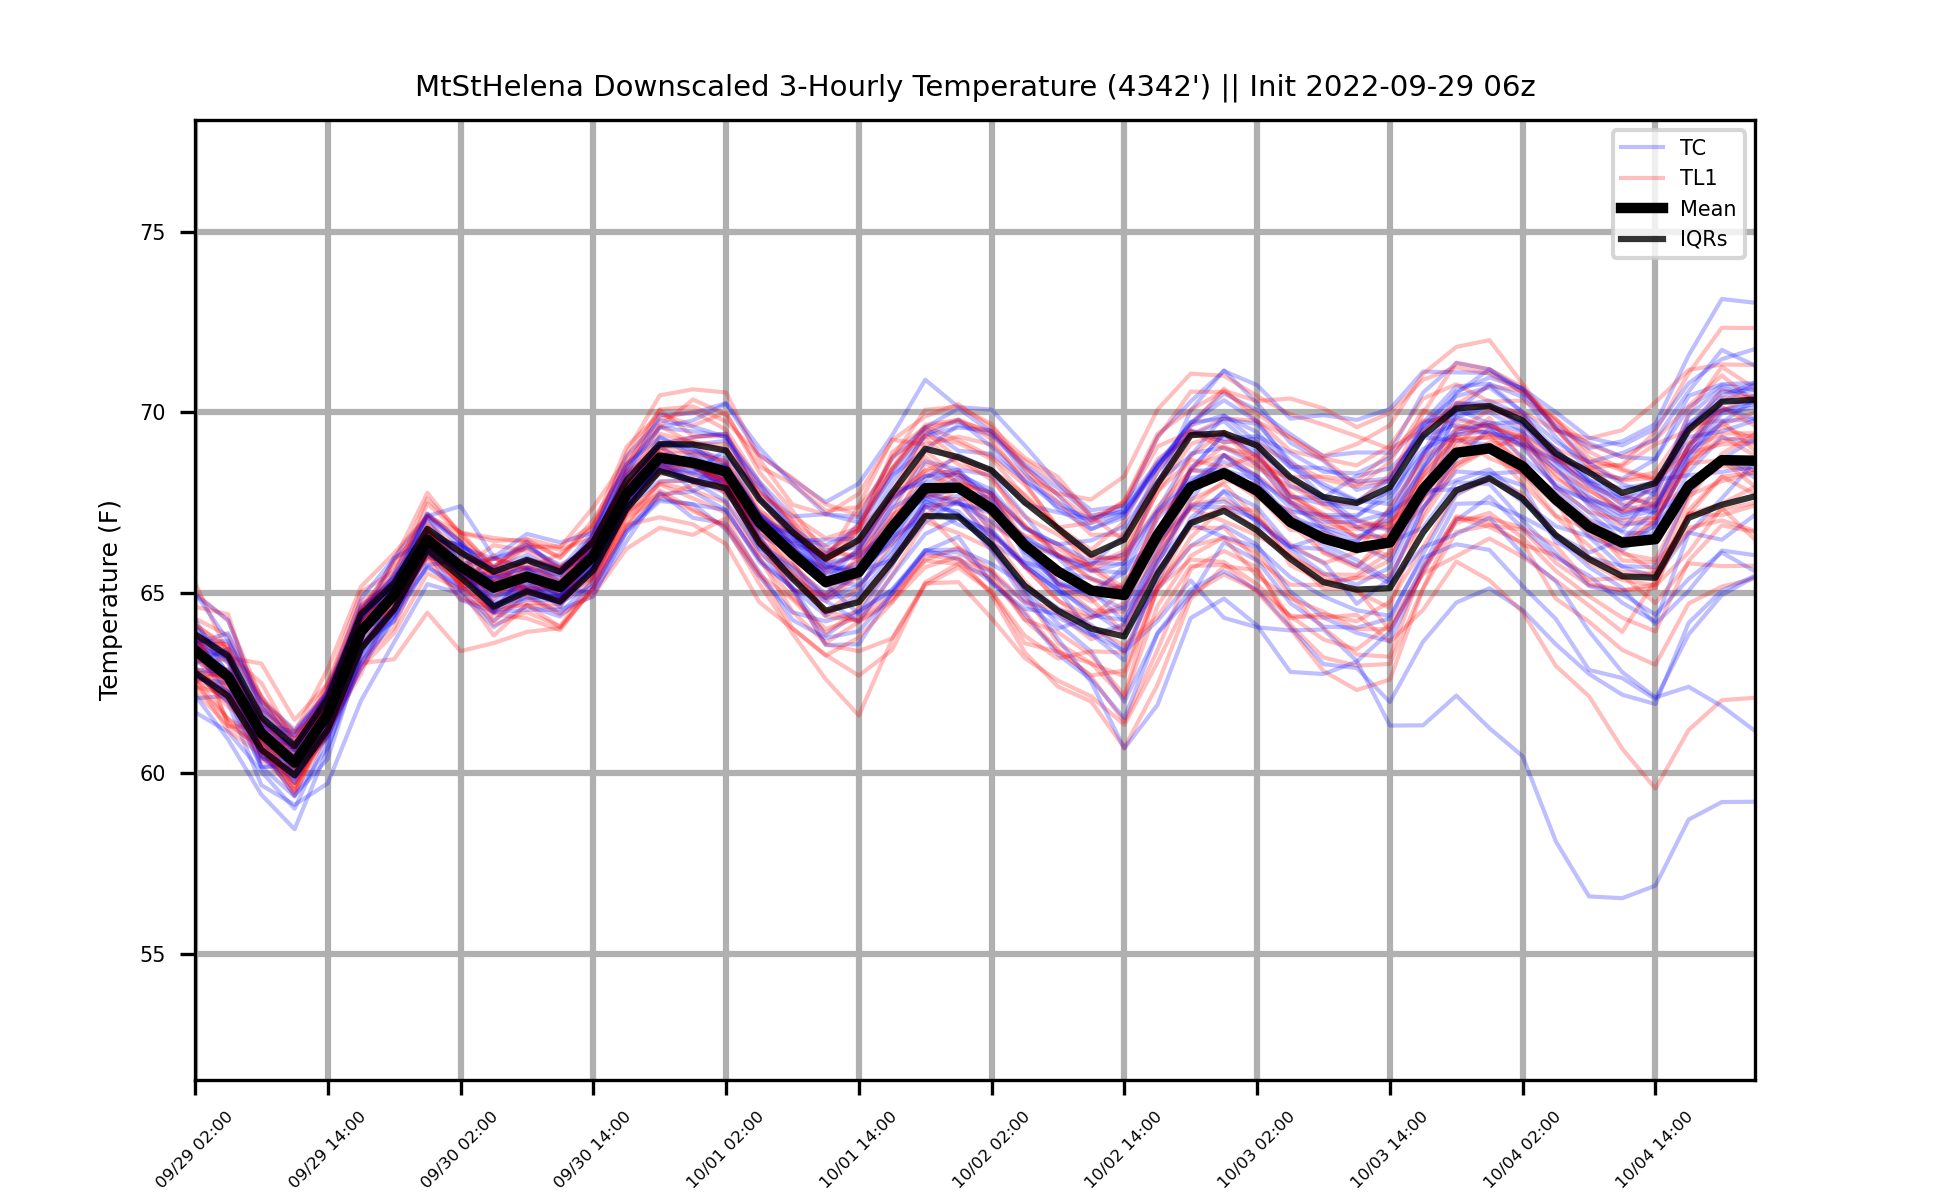 MtStHelena Downscaled 3-Hourly Temperature (4342') || Init 2022-09-29 06z
TC
TL1
Mean
IQRs
Temperature (F)
75
70
65
60
55
09/29 02:00
09/29 14:00
09/30 02:00
09/30 14:00
10/01 02:00
10/01 14:00
10/02 02:00
10/02 14:00
10/03 02:00
10/03 14:00
10/04 02:00
10/04 14:00